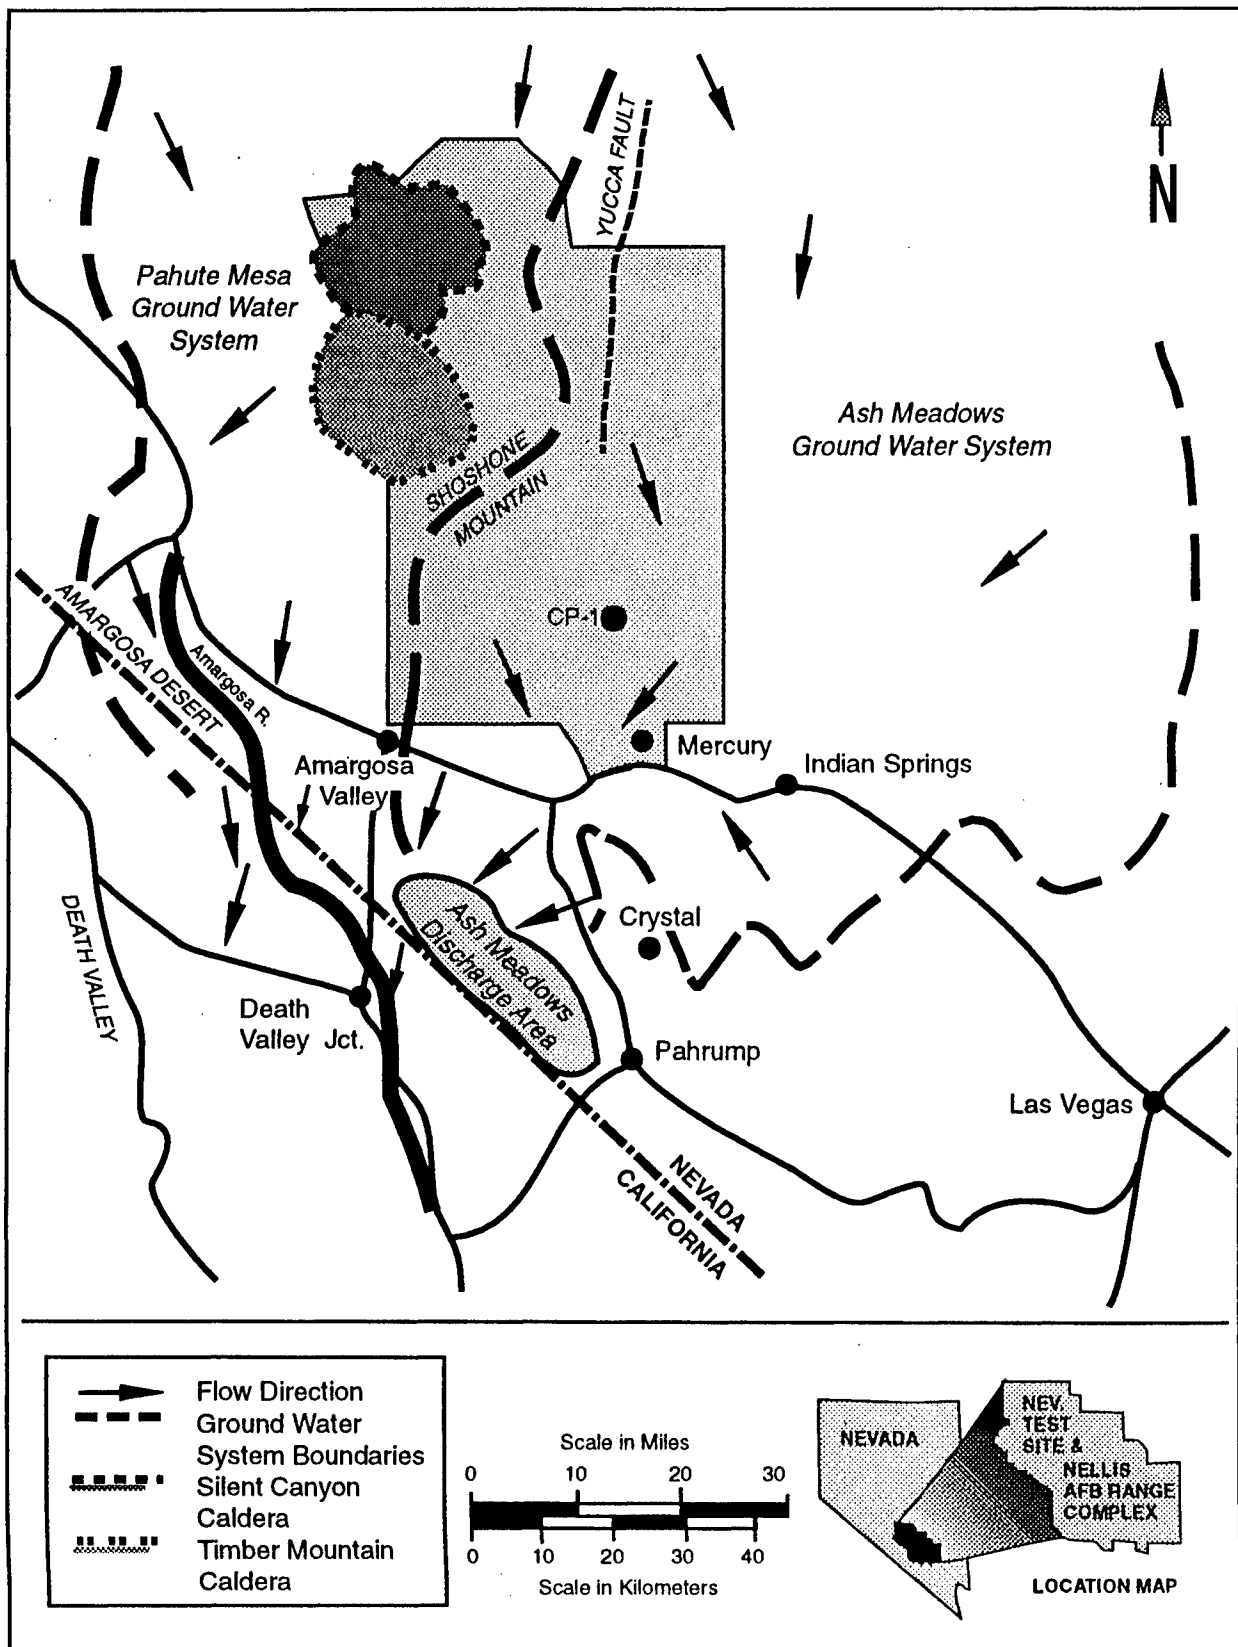 YUCCA FAULT
N
Pahute Mesa
Ground Water
System
Ash Meadows
Ground Water System
SHOSHONE
MOUNTAIN
CP-1
AMARGOSA DESERT
Amargosa R.
Mercury
Indian Springs
Amargosa
Valley
DEATH VALLEY
Ash Meadows
Discharge Area
Crystal
Death
Valley Jct.
Pahrump
Las Vegas
NEVADA
CALIFORNIA
Flow Direction
Ground Water
System Boundaries
Silent Canyon
Caldera
Timber Mountain
Caldera
Scale in Miles
0 10 20 30
0 10 20 30 40
Scale in Kilometers
NEVADA
NEV.
TEST
SITE &
NELLIS
AFB RANGE
COMPLEX
LOCATION MAP